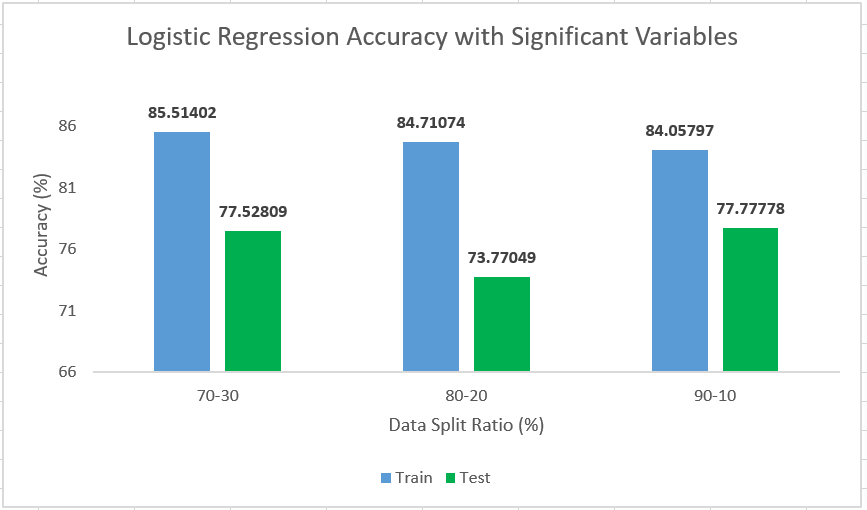 Logistic Regression Accuracy with Significant Variables
Accuracy (%)
86
81
76
71
66
85.51402
77.52809
84.71074
73.77049
84.05797
77.77778
70-30
80-20
90-10
Data Split Ratio (%)
Train
Test